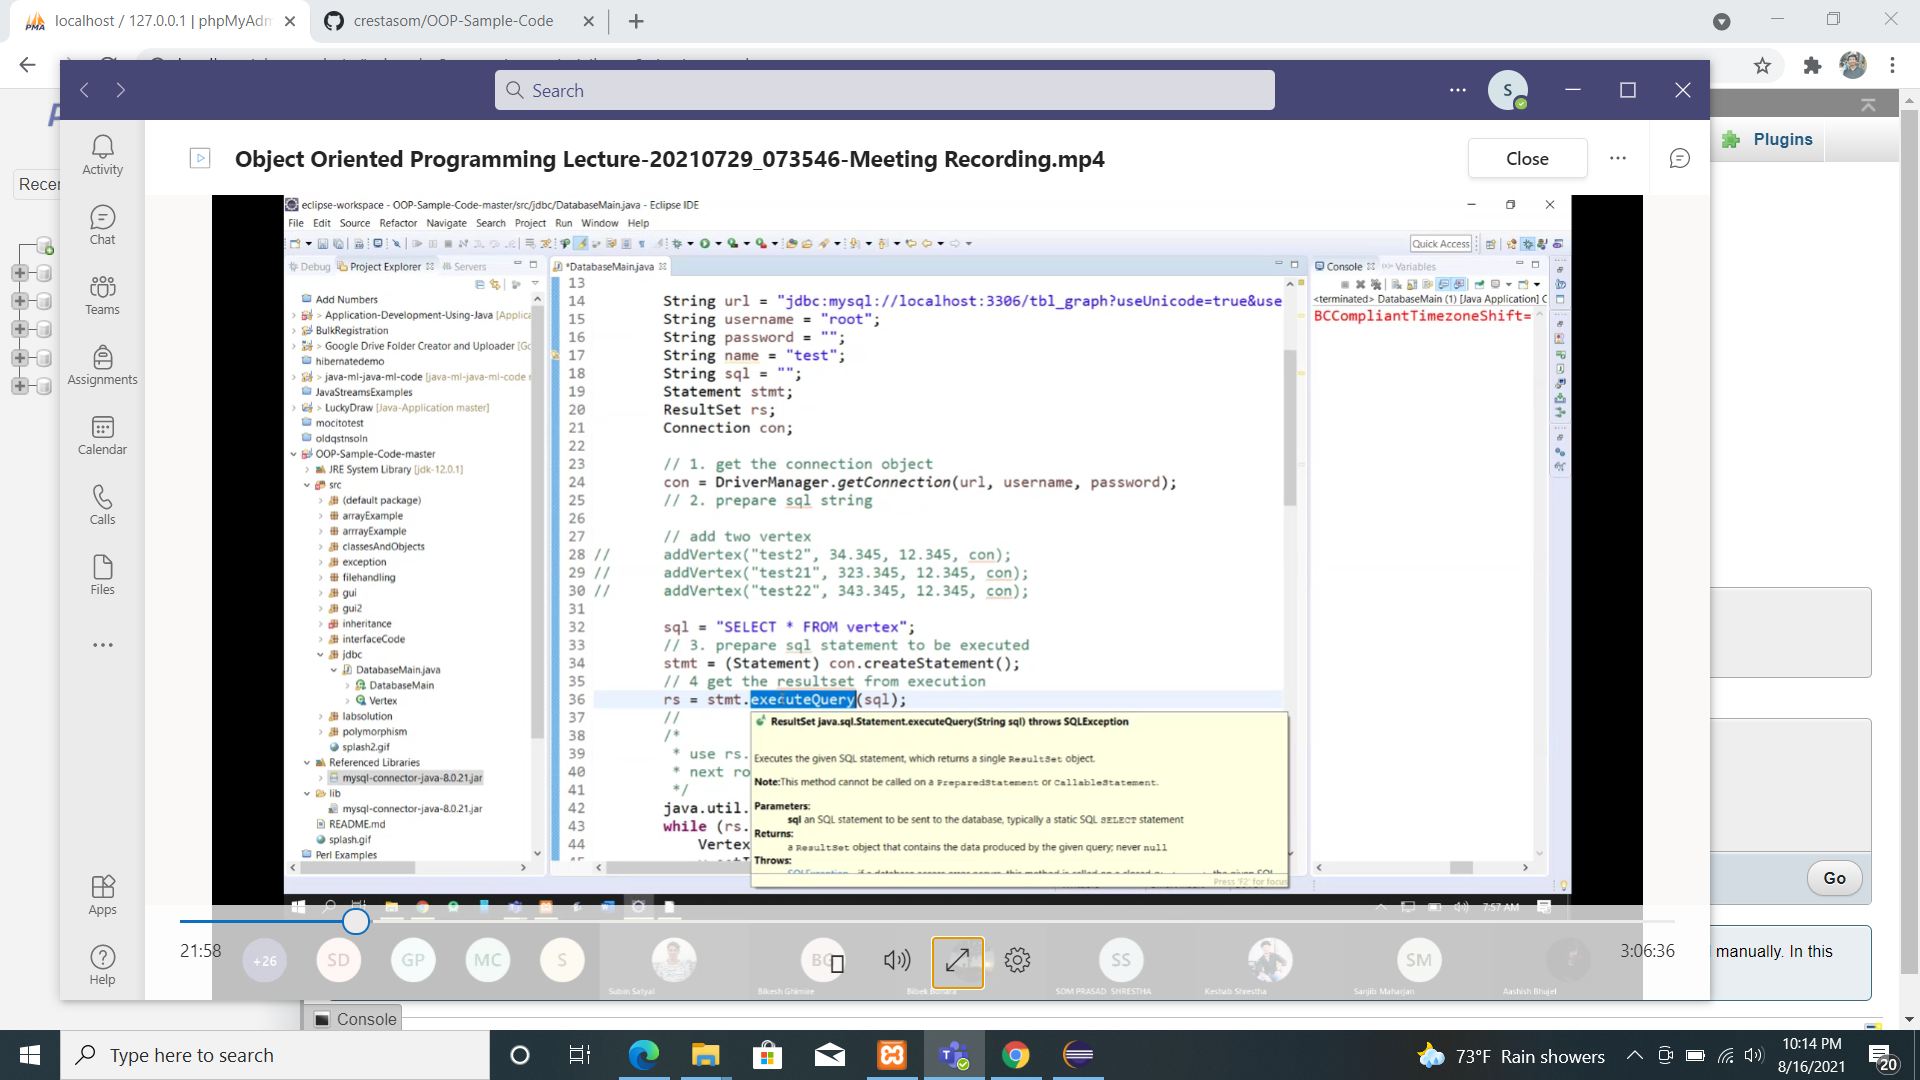 localhost / 127.0.0.1 | phpMyAdm
crestasom/OOP-Sample-Code
Search
S
Activity
Chat
Teams
Assignments
Calendar
Calls
Files
Apps
Help
Recen
Plugins
Object Oriented Programming Lecture-20210729_073546-Meeting Recording.mp4
Close
eclipse-workspace - OOP-Sample-Code-master/src/jdbc/DatabaseMain.java - Eclipse IDE
File Edit Source Refactor Navigate Search Project Run Window Help
Quick Access
Debug Project Explorer Servers
Add Numbers
> Application-Development-Using-Java [Applica
BulkRegistration
> Google Drive Folder Creator and Uploader [Go
hibernatedemo
> java-ml-java-ml-code [java-ml-java-ml-code
JavaStreamsExamples
> LuckyDraw [Java-Application master]
mocitotest
oldqstnsoln
OOP-Sample-Code-master
JRE System Library [jdk-12.0.1]
src
(default package)
arrayExample
arrrayExample
classesAndObjects
exception
filehandling
gui
gui2
inheritance
interfaceCode
jdbc
DatabaseMain.java
DatabaseMain
Vertex
labsolution
polymorphism
splash2.gif
Referenced Libraries
mysql-connector-java-8.0.21.jar
lib
mysql-connector-java-8.0.21.jar
README.md
splash.gif
Perl Examples
*DatabaseMain.java
13
14 String url = "jdbc:mysql://localhost:3306/tbl_graph?useUnicode=true&use
15 String username = "root";
16 String password = "";
17 String name = "test";
18 String sql = "";
19 Statement stmt;
20 ResultSet rs;
21 Connection con;
22
23 // 1. get the connection object
24 con = DriverManager.getConnection(url, username, password);
25 // 2. prepare sql string
26
27 // add two vertex
28 // addVertex("test2", 34.345, 12.345, con);
29 // addVertex("test21", 323.345, 12.345, con);
30 // addVertex("test22", 343.345, 12.345, con);
31
32 sql = "SELECT * FROM vertex";
33 // 3. prepare sql statement to be executed
34 stmt = (Statement) con.createStatement();
35 // 4 get the resultset from execution
36 rs = stmt.executeQuery(sql);
37 //
38 /*
39 * use rs.
40 * next ro
41 */
42 java.util.
43 while (rs.
44 Vertex
ResultSet java.sql.Statement.executeQuery(String sql) throws SQLException
Executes the given SQL statement, which returns a single ResultSet object.
Note:This method cannot be called on a PreparedStatement or CallableStatement.
Parameters:
sql an SQL statement to be sent to the database, typically a static SQL SELECT statement
Returns:
a ResultSet object that contains the data produced by the given query; never null
Throws:
Press 'F2' for focus
Console Variables
<terminated> DatabaseMain (1) [Java Application] C
BCCompliantTimezoneShift=
7:57 AM
21:58
3:06:36
+26
SD
GP
MC
S
BG
SS
SM
Subin Satyal
Bikesh Ghimire
SOM PRASAD SHRESTHA
Keshab Shrestha
Sanjib Maharjan
Aashish Bhujel
Go
manually. In this
Console
Type here to search
73°F Rain showers
10:14 PM
8/16/2021
20